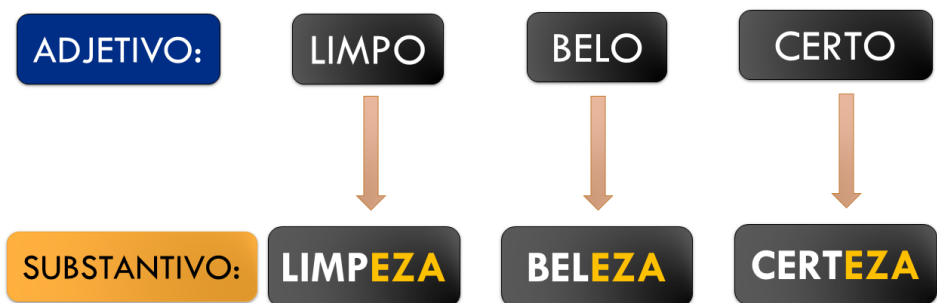 ADJETIVO: LIMPO BELO CERTO
SUBSTANTIVO: LIMPEZA BELEZA CERTEZA